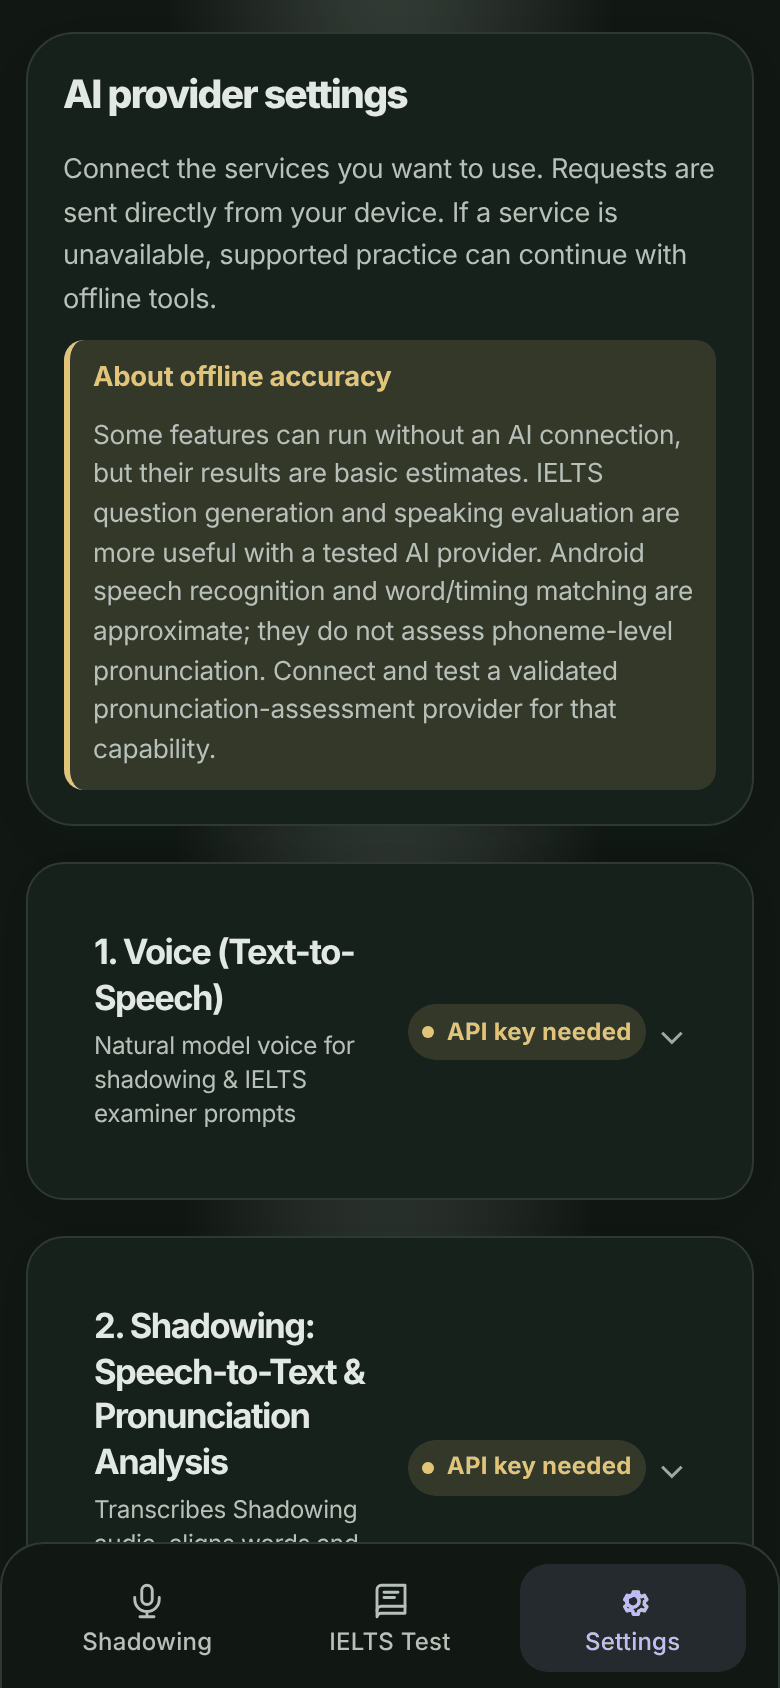 AI provider settings
Connect the services you want to use. Requests are
sent directly from your device. If a service is
unavailable, supported practice can continue with
offline tools.
About offline accuracy
Some features can run without an AI connection,
but their results are basic estimates. IELTS
question generation and speaking evaluation are
more useful with a tested AI provider. Android
speech recognition and word/timing matching are
approximate; they do not assess phoneme-level
pronunciation. Connect and test a validated
pronunciation-assessment provider for that
capability.
1. Voice (Text-to-
Speech)
Natural model voice for
shadowing & IELTS
examiner prompts
API key needed
2. Shadowing:
Speech-to-Text &
Pronunciation
Analysis
Transcribes Shadowing
audio, aligns words and
API key needed
Shadowing
IELTS Test
Settings